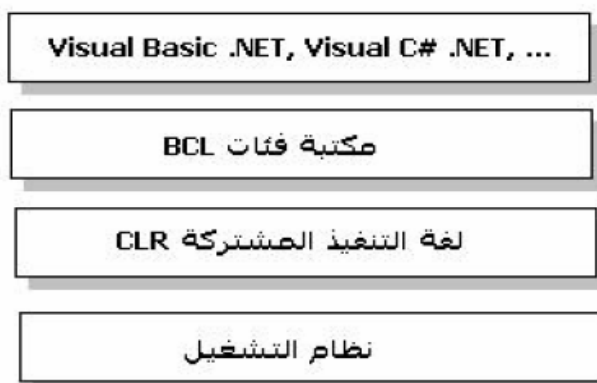 Visual Basic .NET, Visual C# .NET, ...
مكتبة فئات BCL
لغة التنفيذ المشتركة CLR
نظام التشغيل